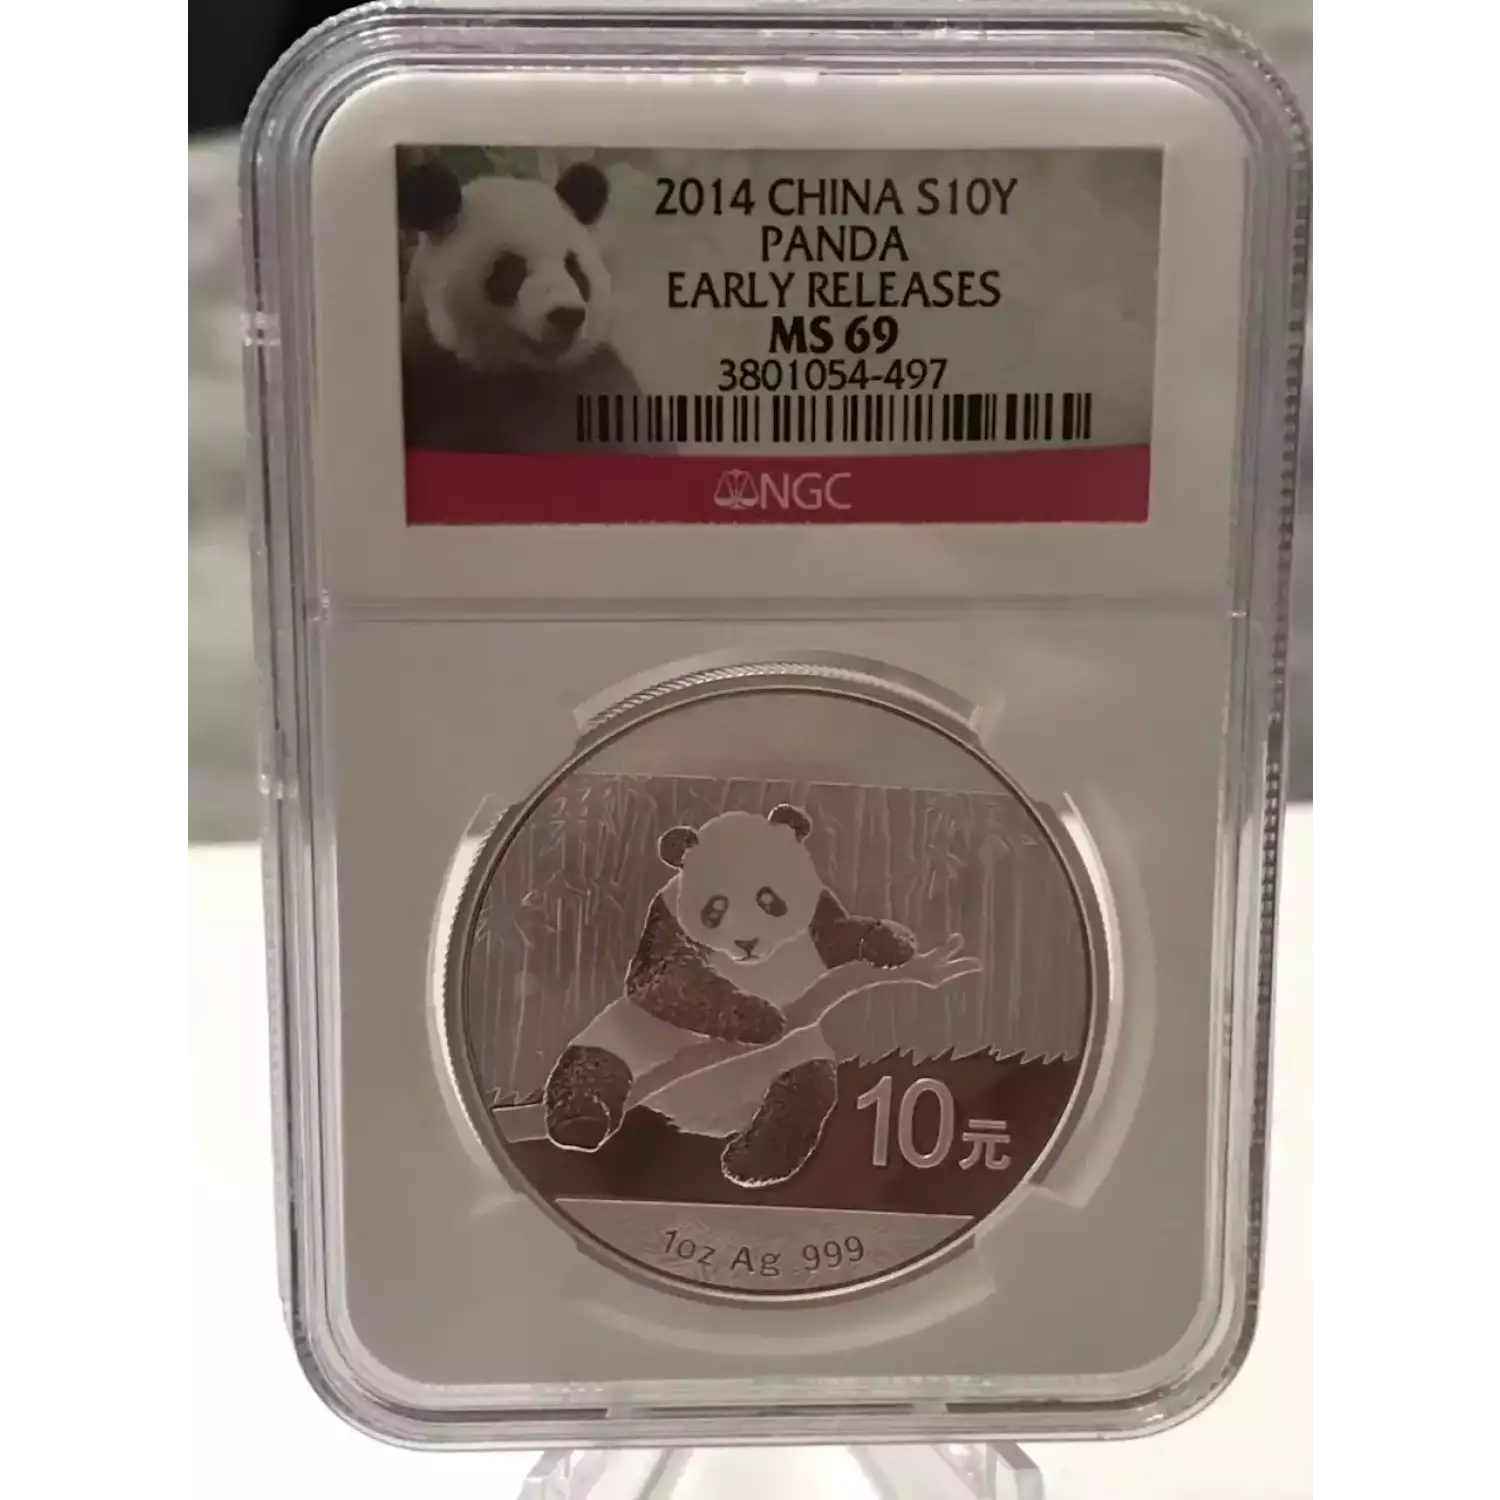 2014 CHINA S10Y
PANDA
EARLY RELEASES
MS 69
3801054-497
NGC
10元
1oz Ag .999